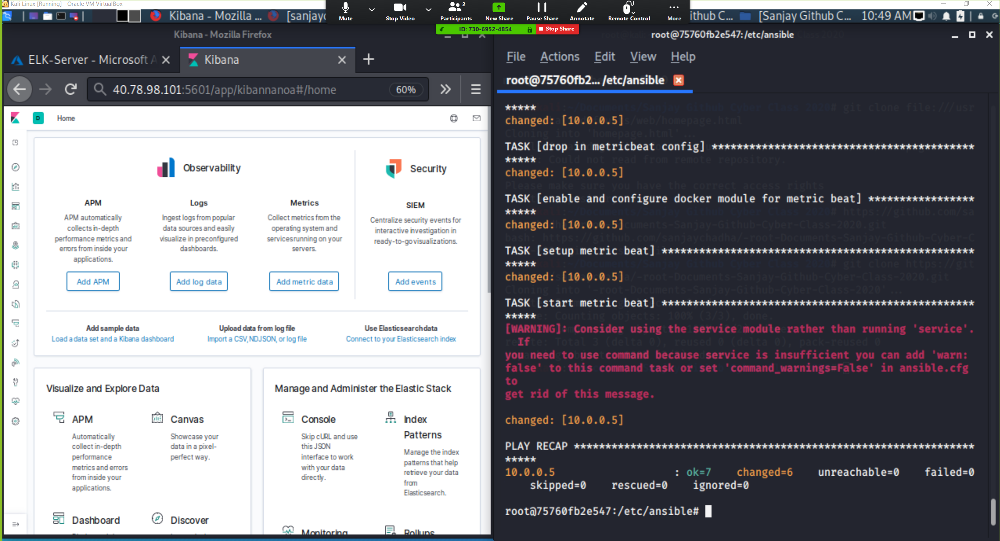 Kali Linux [Running] - Oracle VM VirtualBox
Mute
Stop Video
Participants
2
New Share
Pause Share
Annotate
Remote Control
More
Kibana - Mozilla ...
[sanjayc
ithub C...
[Sanjay Github C...
10:49 AM
ID: 730-6952-4854
Stop Share
Kibana - Mozilla Firefox
ELK-Server - Microsoft A
Kibana
40.78.98.101:5601/app/kibannanoa#/home
60%
D
Home
Observability
Security
APM
APM automatically
collects in-depth
performance metrics and
errors from inside your
applications.
Add APM
Logs
Ingest logs from popular
data sources and easily
visualize in preconfigured
dashboards.
Add log data
Metrics
Collect metrics from the
operating system and
services running on your
servers.
Add metric data
SIEM
Centralize security events for
interactive investigation in
ready-to-go visualizations.
Add events
Add sample data
Load a data set and a Kibana dashboard
Upload data from log file
Import a CSV, NDJSON, or log file
Use Elasticsearch data
Connect to your Elasticsearch index
Visualize and Explore Data
APM
Automatically
collect in-depth
performance
metrics and errors
from inside your
applications.
Canvas
Showcase your
data in a pixel-
perfect way.
Dashboard
Discover
Manage and Administer the Elastic Stack
Console
Skip cURL and use
this JSON
interface to work
with your data
directly.
Index
Patterns
Manage the index
patterns that help
retrieve your data
from
Elasticsearch.
Monitoring
Rollups
root@75760fb2e547:/etc/ansible
File Actions Edit View Help
root@75760fb2... /etc/ansible
*****
changed: [10.0.0.5]
TASK [drop in metricbeat config] ******************************************
*****
changed: [10.0.0.5]
TASK [enable and configure docker module for metric beat] *****************
*****
changed: [10.0.0.5]
TASK [setup metric beat] **************************************************
*****
changed: [10.0.0.5]
TASK [start metric beat] **************************************************
*****
[WARNING]: Consider using the service module rather than running 'service'.
If
you need to use command because service is insufficient you can add 'warn:
false' to this command task or set 'command_warnings=False' in ansible.cfg
to
get rid of this message.
changed: [10.0.0.5]
PLAY RECAP ****************************************************************
*****
10.0.0.5 : ok=7 changed=6 unreachable=0 failed=0
skipped=0 rescued=0 ignored=0
root@75760fb2e547:/etc/ansible#